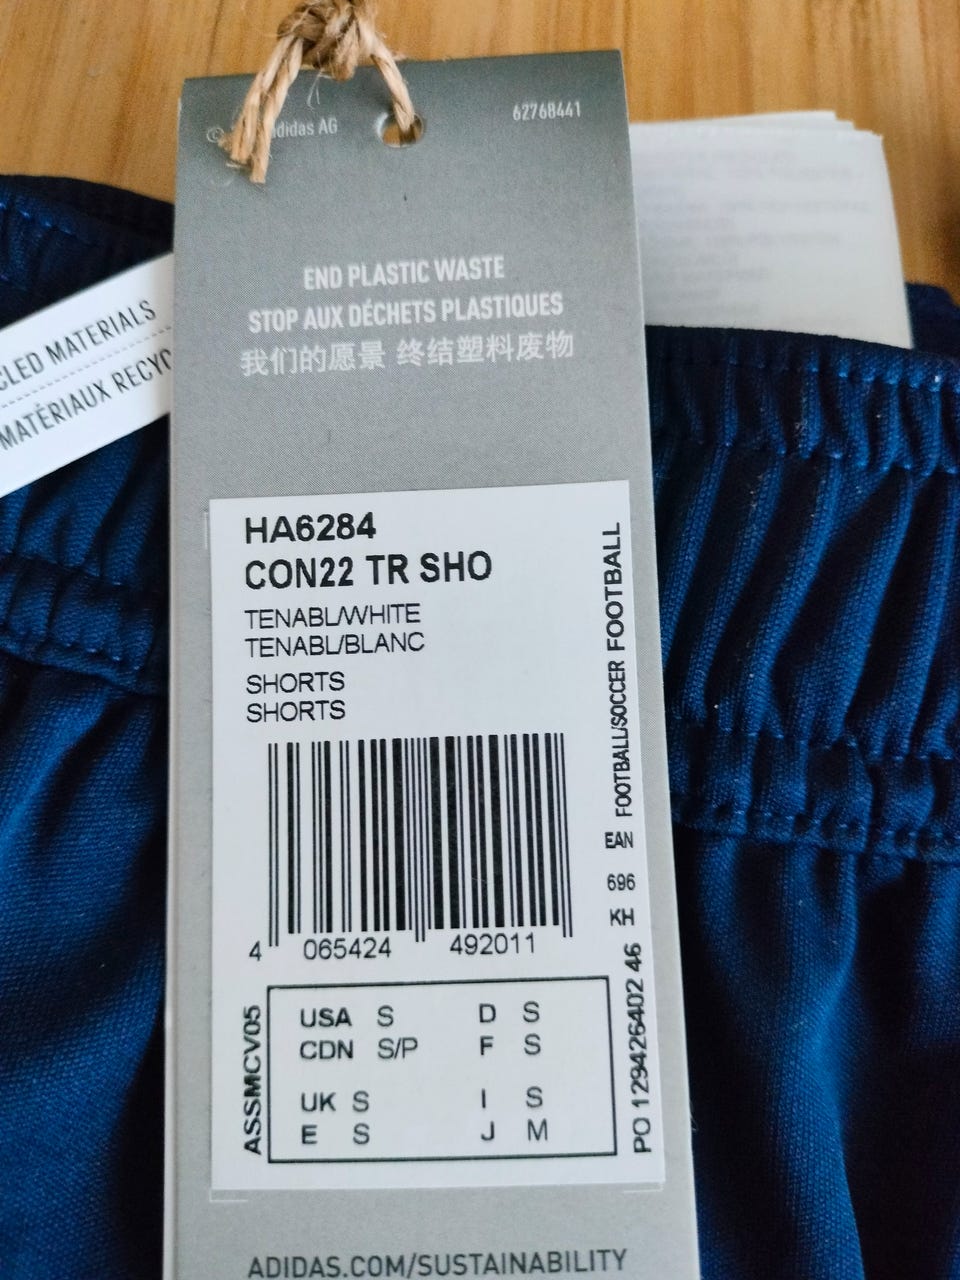 adidas AG
62768441
END PLASTIC WASTE
STOP AUX DÉCHETS PLASTIQUES
我们的愿景 终结塑料废物
CLED MATERIALS
MATÉRIAUX RECYC
HA6284
CON22 TR SHO
TENABL/WHITE
TENABL/BLANC
SHORTS
SHORTS
4 065424 492011
FOOTBALL/SOCCER FOOTBALL
EAN
696
KH
PO 129426402 46
ASSMCV05
USA S D S
CDN S/P F S
UK S I S
E S J M
ADIDAS.COM/SUSTAINABILITY